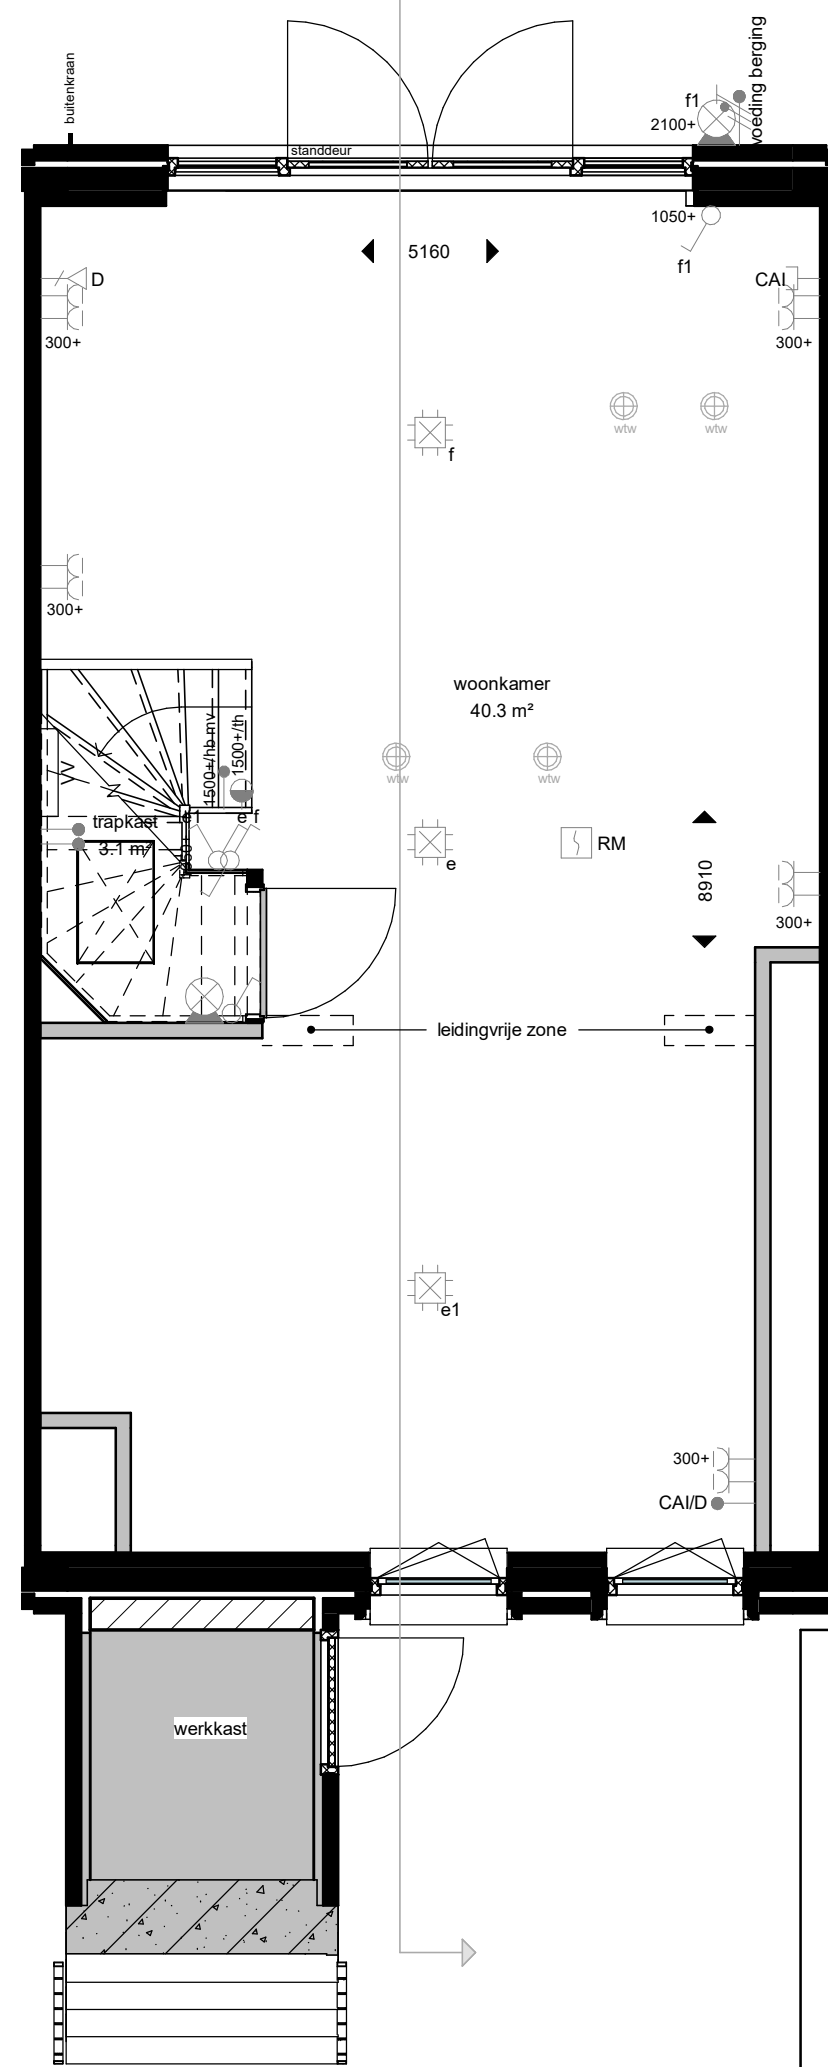 buitenkraan
voeding berging
f1
2100+
standdeur
1050+
f1
5160
D
300+
CAI
300+
wtw
wtw
f
300+
woonkamer
40.3 m²
1500+/hb mv
1500+/th
wtw
wtw
e1
e f
trapkast
3.1 m²
e
RM
8910
300+
leidingvrije zone
e1
300+
CAI/D
werkkast